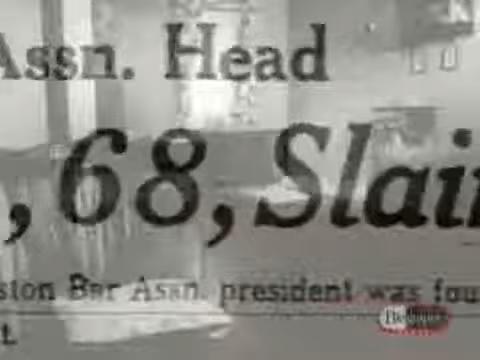 Assn. Head
, 68, Slai
ston Bar Assn. president was fou
t.